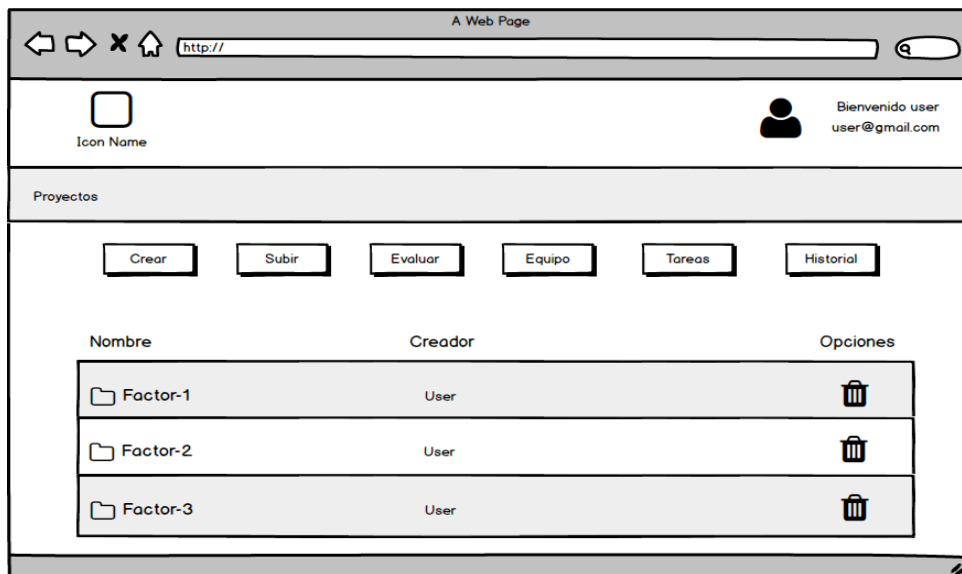 A Web Page
http://
Icon Name
Bienvenido user
user@gmail.com
Proyectos
Crear Subir Evaluar Equipo Tareas Historial
Nombre Creador Opciones
Factor-1 User
Factor-2 User
Factor-3 User